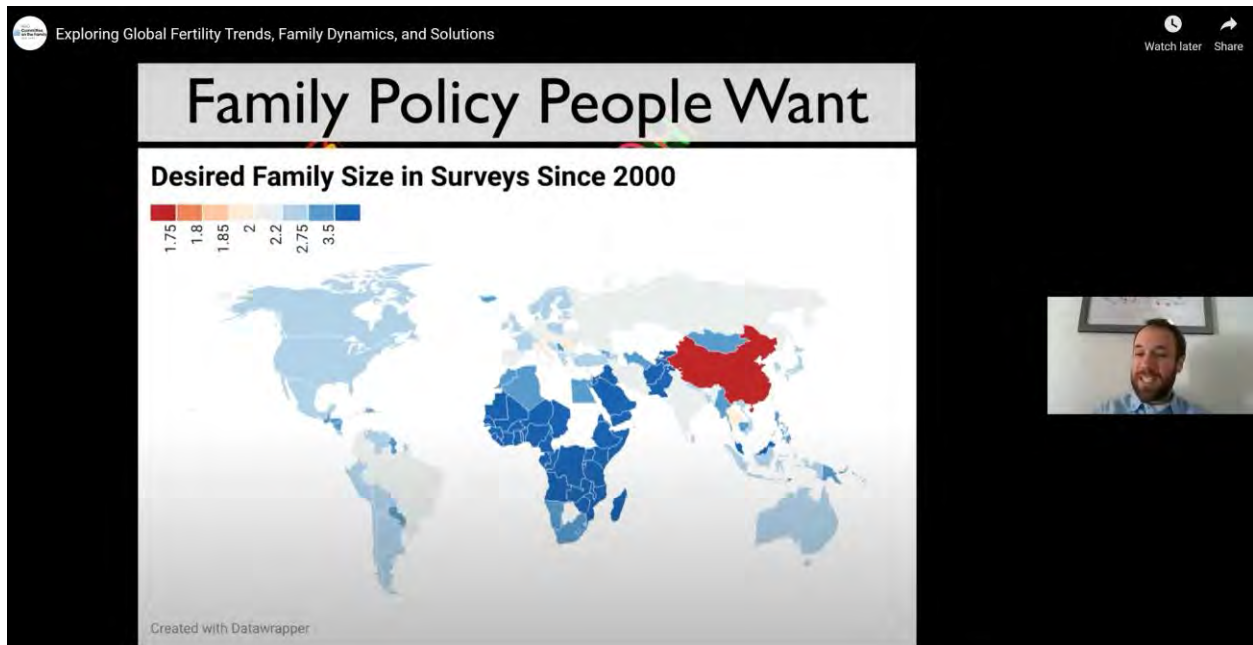 Exploring Global Fertility Trends, Family Dynamics, and Solutions
Watch later
Share
Family Policy People Want
Desired Family Size in Surveys Since 2000
1.75
1.8
1.85
2
2.2
2.75
3.5
Created with Datawrapper